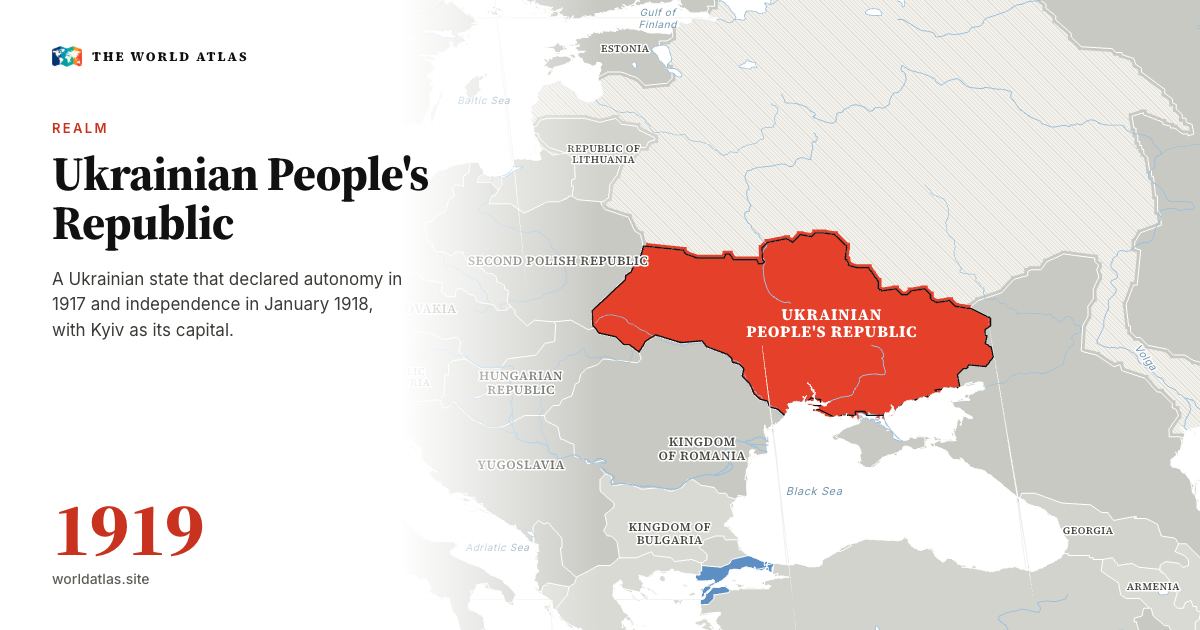 THE WORLD ATLAS
REALM
Ukrainian People's
Republic
A Ukrainian state that declared autonomy in
1917 and independence in January 1918,
with Kyiv as its capital.
1919
worldatlas.site
Gulf of
Finland
ESTONIA
Baltic Sea
REPUBLIC OF
LITHUANIA
SECOND POLISH REPUBLIC
OVAKIA
UKRAINIAN
PEOPLE'S REPUBLIC
Volga
LIC
RIA
HUNGARIAN
REPUBLIC
KINGDOM
OF ROMANIA
YUGOSLAVIA
Black Sea
KINGDOM OF
BULGARIA
GEORGIA
Adriatic Sea
ARMENIA